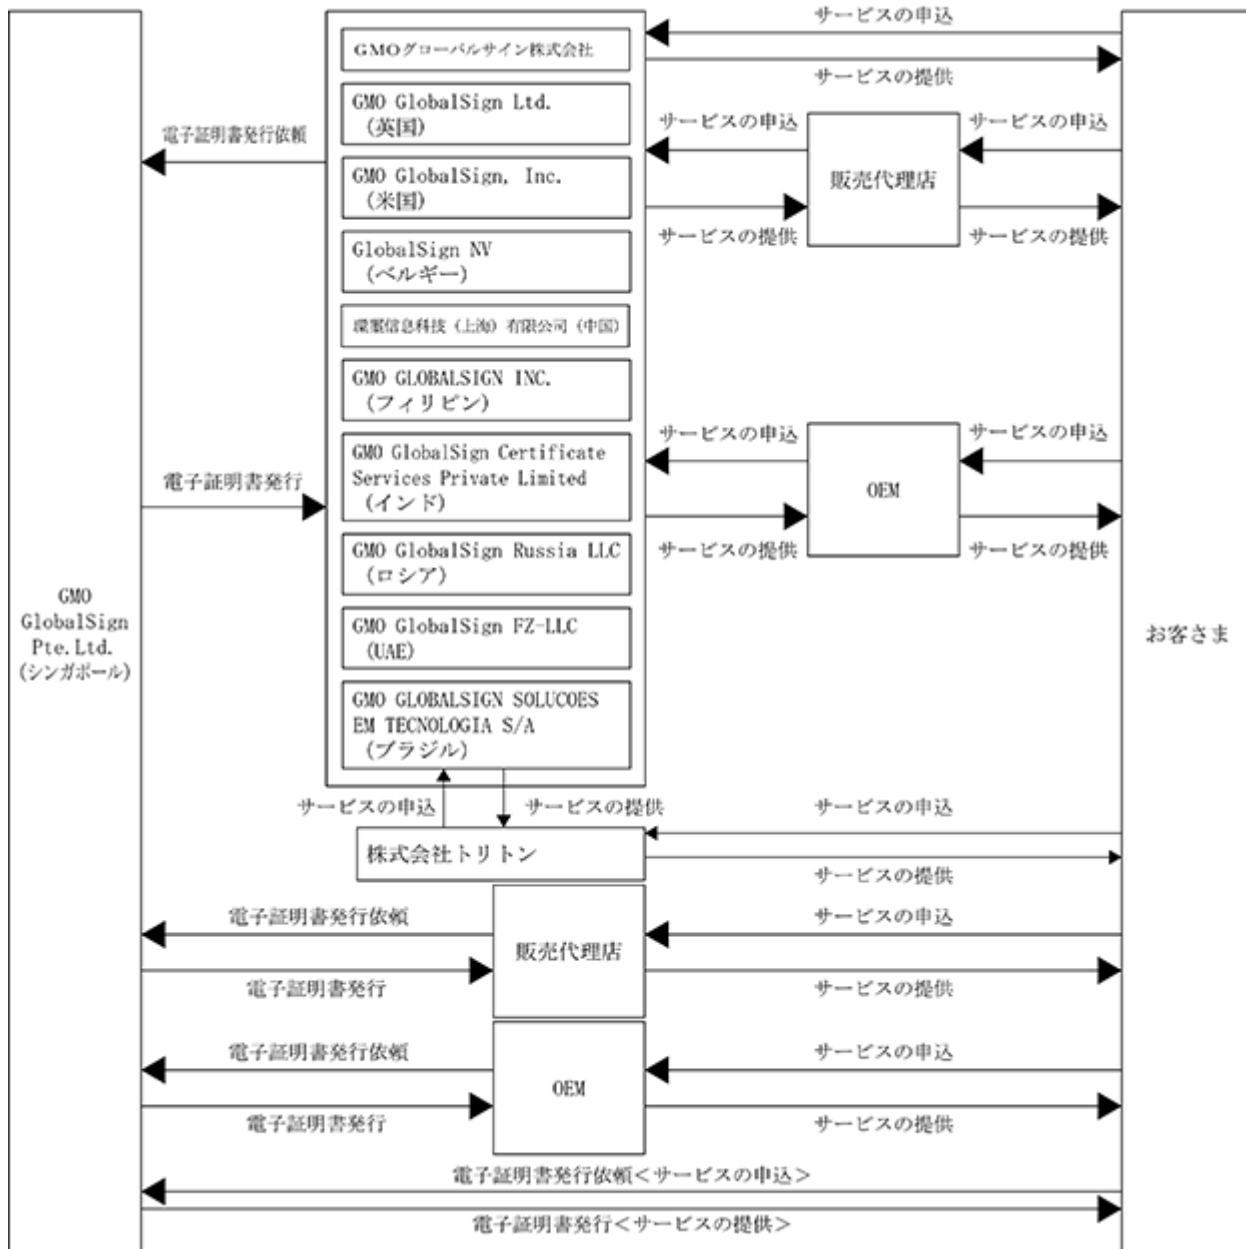 サービスの申込
GMOグローバルサイン株式会社
サービスの提供
GMO GlobalSign Ltd.
(英国)
電子証明書発行依頼
サービスの申込
サービスの申込
GMO GlobalSign, Inc.
(米国)
販売代理店
サービスの提供
サービスの提供
GlobalSign NV
(ベルギー)
環璽信息科技(上海)有限公司(中国)
GMO GLOBALSIGN INC.
(フィリピン)
サービスの申込
サービスの申込
GMO GlobalSign Certificate
Services Private Limited
(インド)
電子証明書発行
OEM
サービスの提供
サービスの提供
GMO GlobalSign Russia LLC
(ロシア)
GMO
GlobalSign
Pte.Ltd.
(シンガポール)
GMO GlobalSign FZ-LLC
(UAE)
お客さま
GMO GLOBALSIGN SOLUCOES
EM TECNOLOGIA S/A
(ブラジル)
サービスの申込
サービスの提供
サービスの申込
株式会社トリトン
サービスの提供
電子証明書発行依頼
サービスの申込
販売代理店
電子証明書発行
サービスの提供
電子証明書発行依頼
サービスの申込
OEM
電子証明書発行
サービスの提供
電子証明書発行依頼<サービスの申込>
電子証明書発行<サービスの提供>